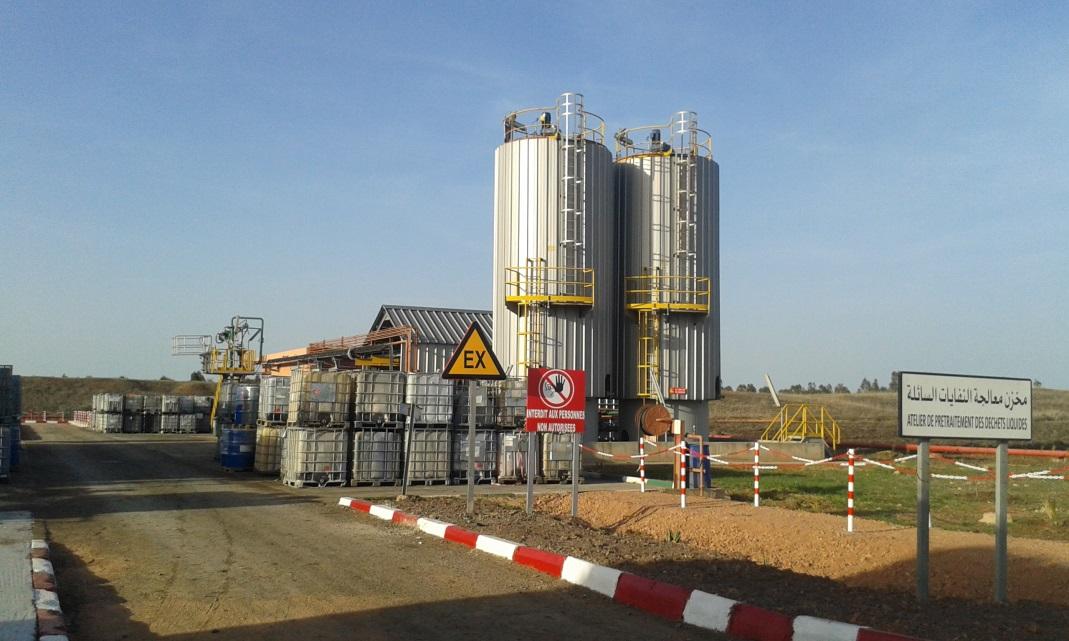 EX
INTERDIT AUX PERSONNES
NON AUTORISEES
مخزن معالجة النفايات السائلة
ATELIER DE PRETRAITEMENT DES DECHETS LIQUIDES